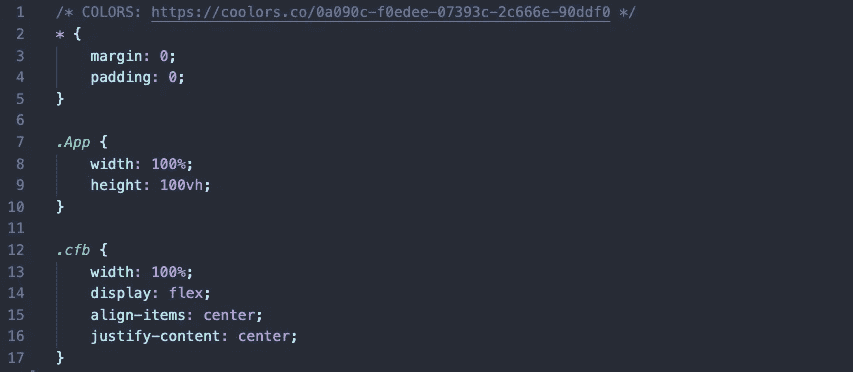 1 /* COLORS: https://coolors.co/0a090c-f0edee-07393c-2c666e-90ddf0 */
2 * {
3 margin: 0;
4 padding: 0;
5 }
6
7 .App {
8 width: 100%;
9 height: 100vh;
10 }
11
12 .cfb {
13 width: 100%;
14 display: flex;
15 align-items: center;
16 justify-content: center;
17 }